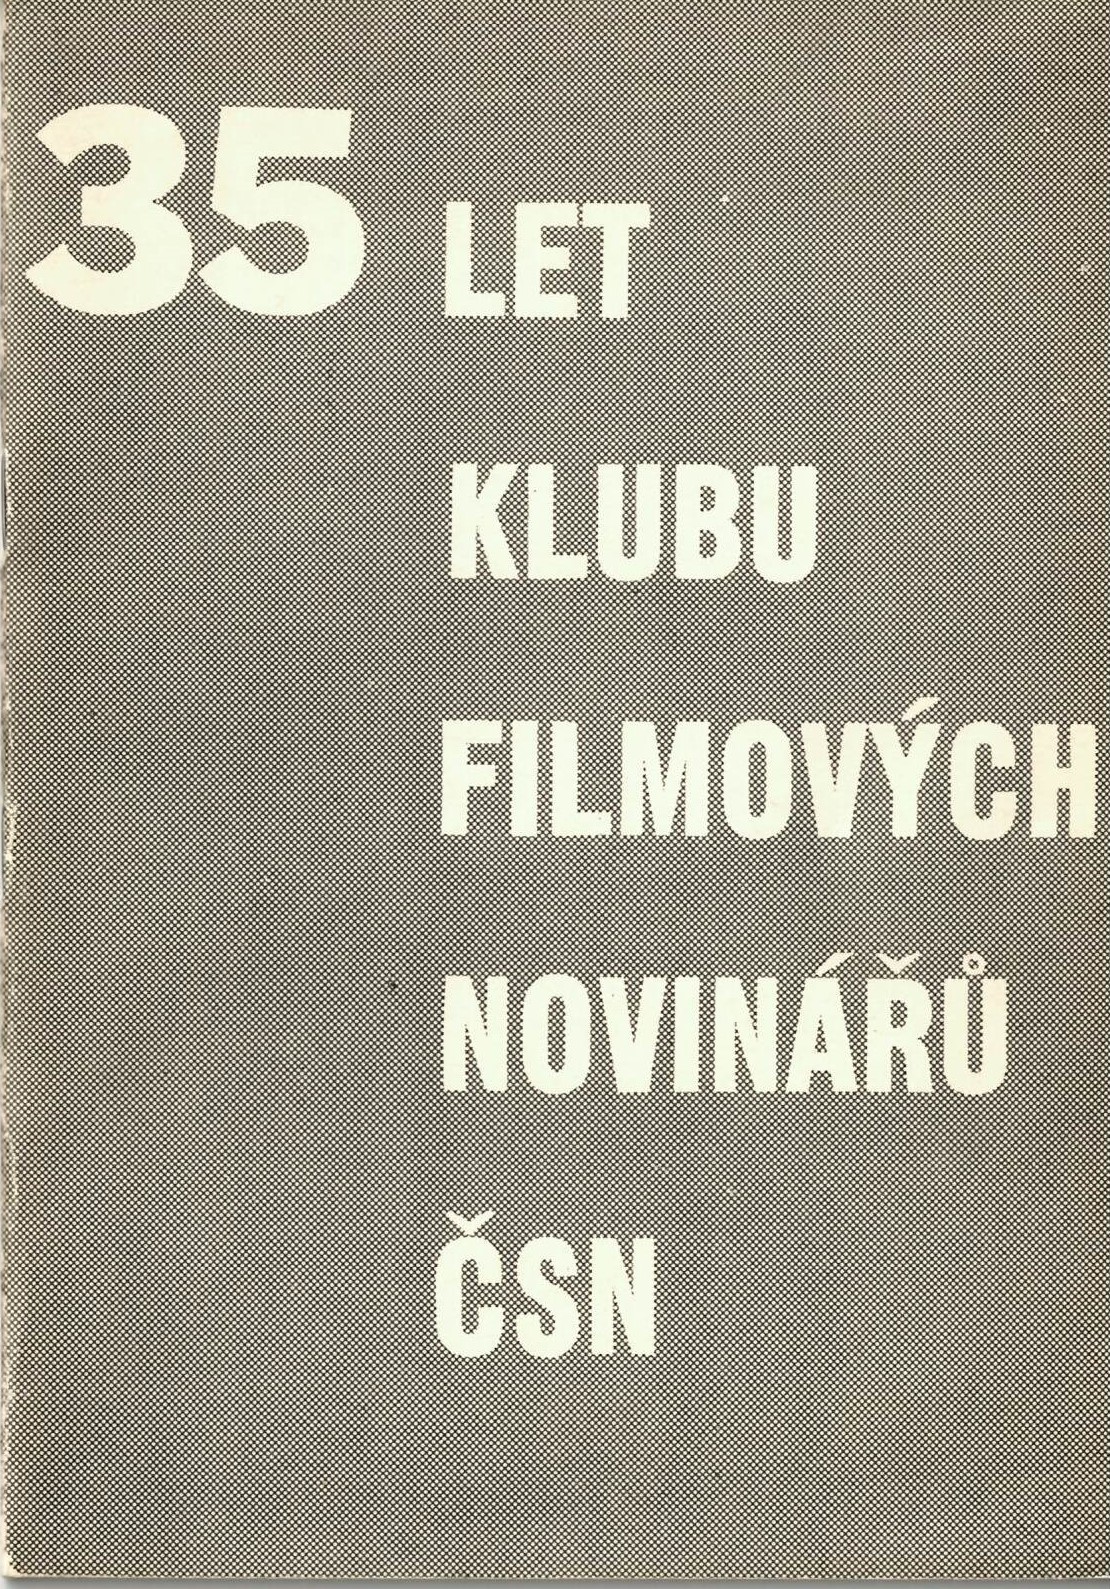 35 LET
KLUBU
FILMOVÝCH
NOVINÁŘŮ
ČSN